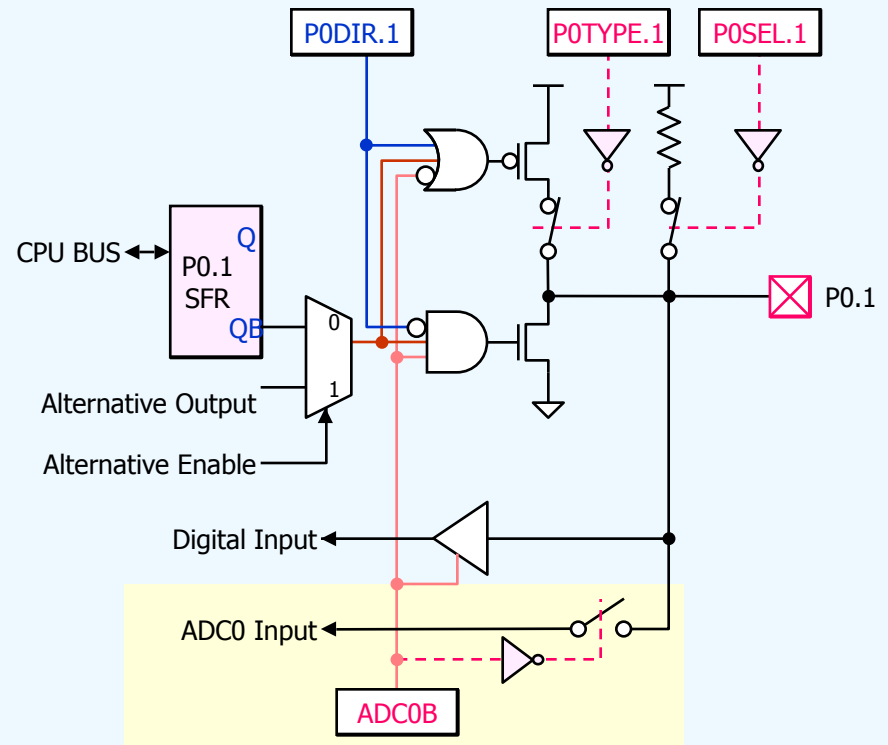 P0DIR.1
P0TYPE.1
P0SEL.1
Q
CPU BUS
P0.1
SFR
P0.1
QB
0
1
Alternative Output
Alternative Enable
Digital Input
ADC0 Input
ADC0B